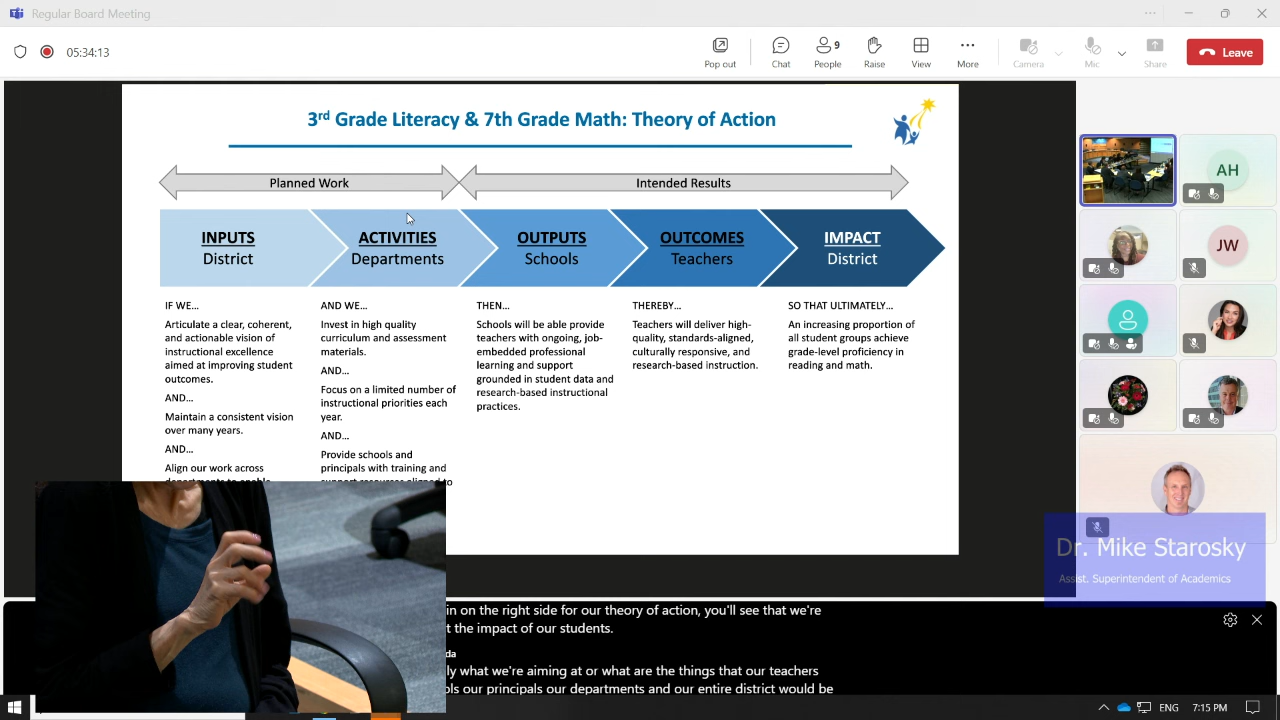 Regular Board Meeting
05:34:13
Pop out
Chat
9
People
Raise
View
More
Camera
Mic
Share
Leave
3rd Grade Literacy & 7th Grade Math: Theory of Action
Planned Work
Intended Results
INPUTS
District
ACTIVITIES
Departments
OUTPUTS
Schools
OUTCOMES
Teachers
IMPACT
District
IF WE...
Articulate a clear, coherent,
and actionable vision of
instructional excellence
aimed at improving student
outcomes.
AND...
Maintain a consistent vision
over many years.
AND...
Align our work across
departments to enable
AND WE...
Invest in high quality
curriculum and assessment
materials.
AND...
Focus on a limited number of
instructional priorities each
year.
AND...
Provide schools and
principals with training and
support resources aligned to
THEN...
Schools will be able provide
teachers with ongoing, job-
embedded professional
learning and support
grounded in student data and
research-based instructional
practices.
THEREBY...
Teachers will deliver high-
quality, standards-aligned,
culturally responsive, and
research-based instruction.
SO THAT ULTIMATELY...
An increasing proportion of
all student groups achieve
grade-level proficiency in
reading and math.
AH
JW
Dr. Mike Starosky
Assist. Superintendent of Academics
in on the right side for our theory of action, you'll see that we're
t the impact of our students.
da
ly what we're aiming at or what are the things that our teachers
ols our principals our departments and our entire district would be
ENG
7:15 PM